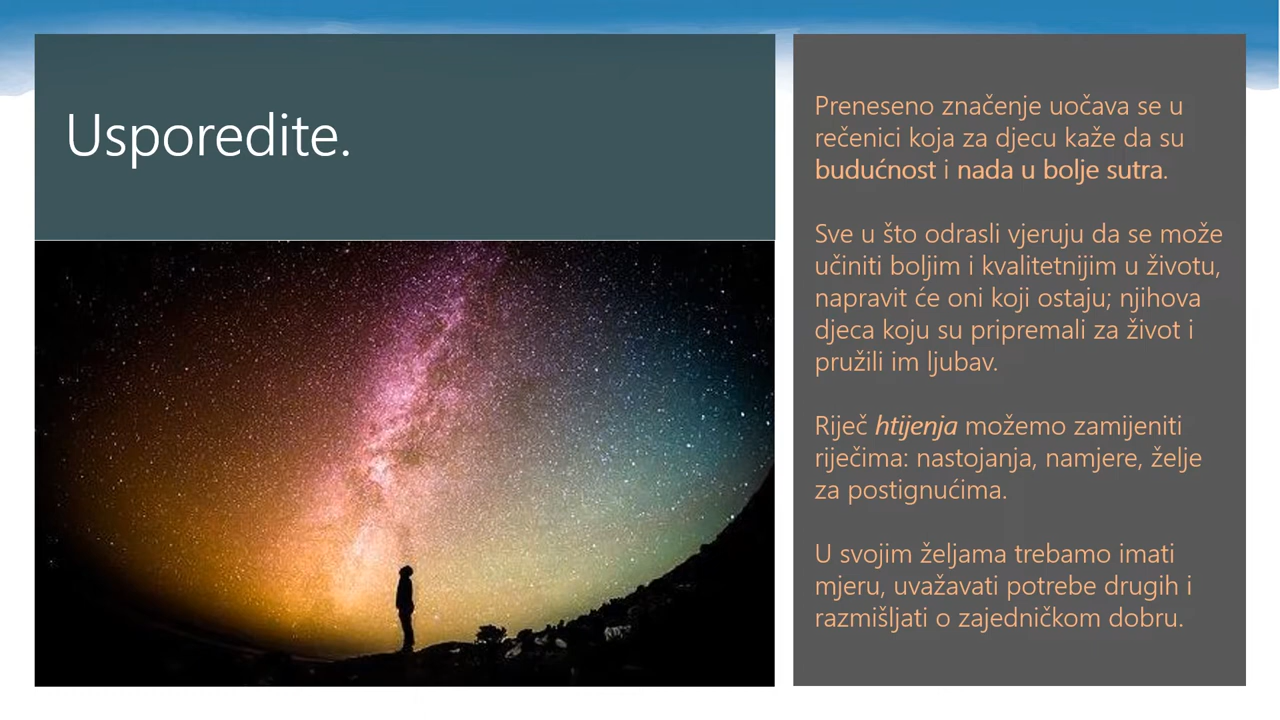 Usporedite.
Preneseno značenje uočava se u
rečenici koja za djecu kaže da su
budućnost i nada u bolje sutra.
Sve u što odrasli vjeruju da se može
učiniti boljim i kvalitetnijim u životu,
napravit će oni koji ostaju; njihova
djeca koju su pripremali za život i
pružili im ljubav.
Riječ htijenja možemo zamijeniti
riječima: nastojanja, namjere, želje
za postignućima.
U svojim željama trebamo imati
mjeru, uvažavati potrebe drugih i
razmišljati o zajedničkom dobru.